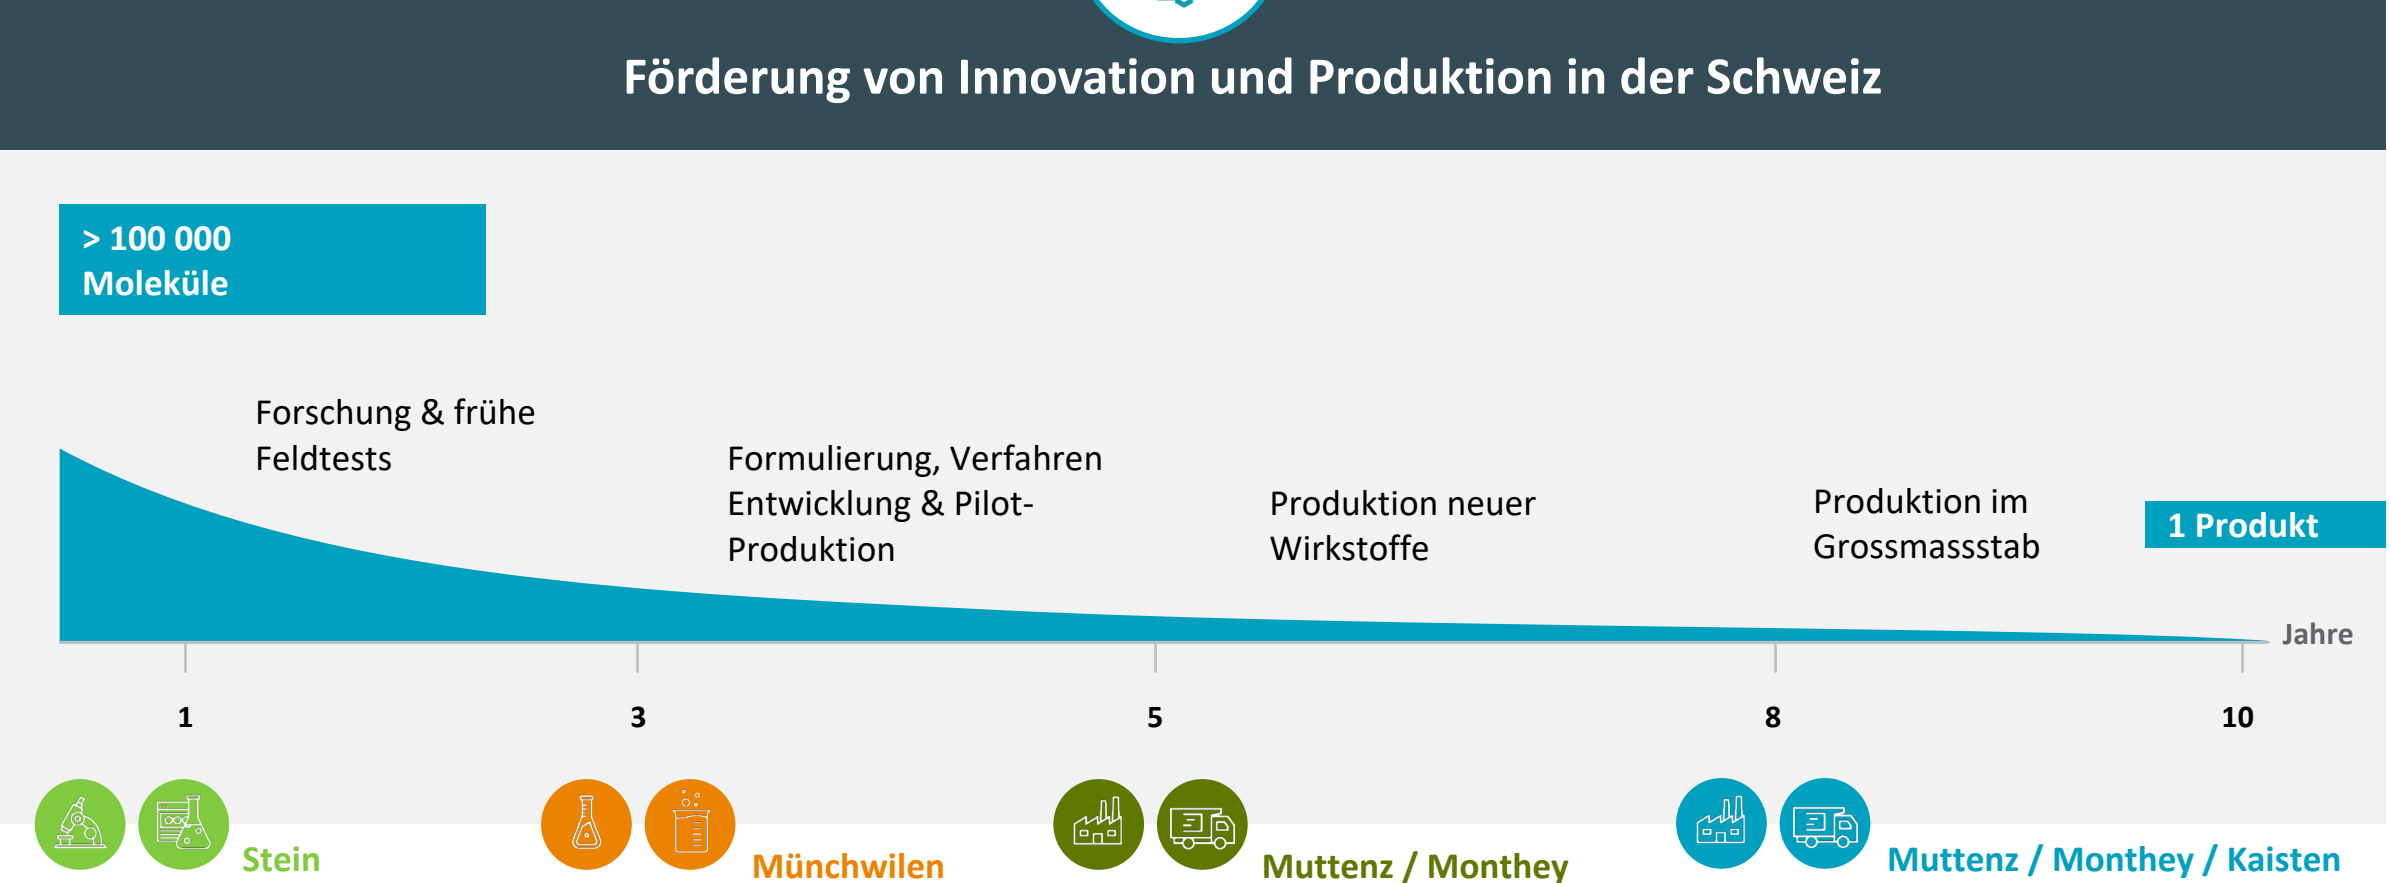 Förderung von Innovation und Produktion in der Schweiz
> 100 000
Moleküle
Forschung & frühe
Feldtests
Formulierung, Verfahren
Entwicklung & Pilot-
Produktion
Produktion neuer
Wirkstoffe
Produktion im
Grossmassstab
1 Produkt
Jahre
1
3
5
8
10
Stein
Münchwilen
Muttenz / Monthey
Muttenz / Monthey / Kaisten